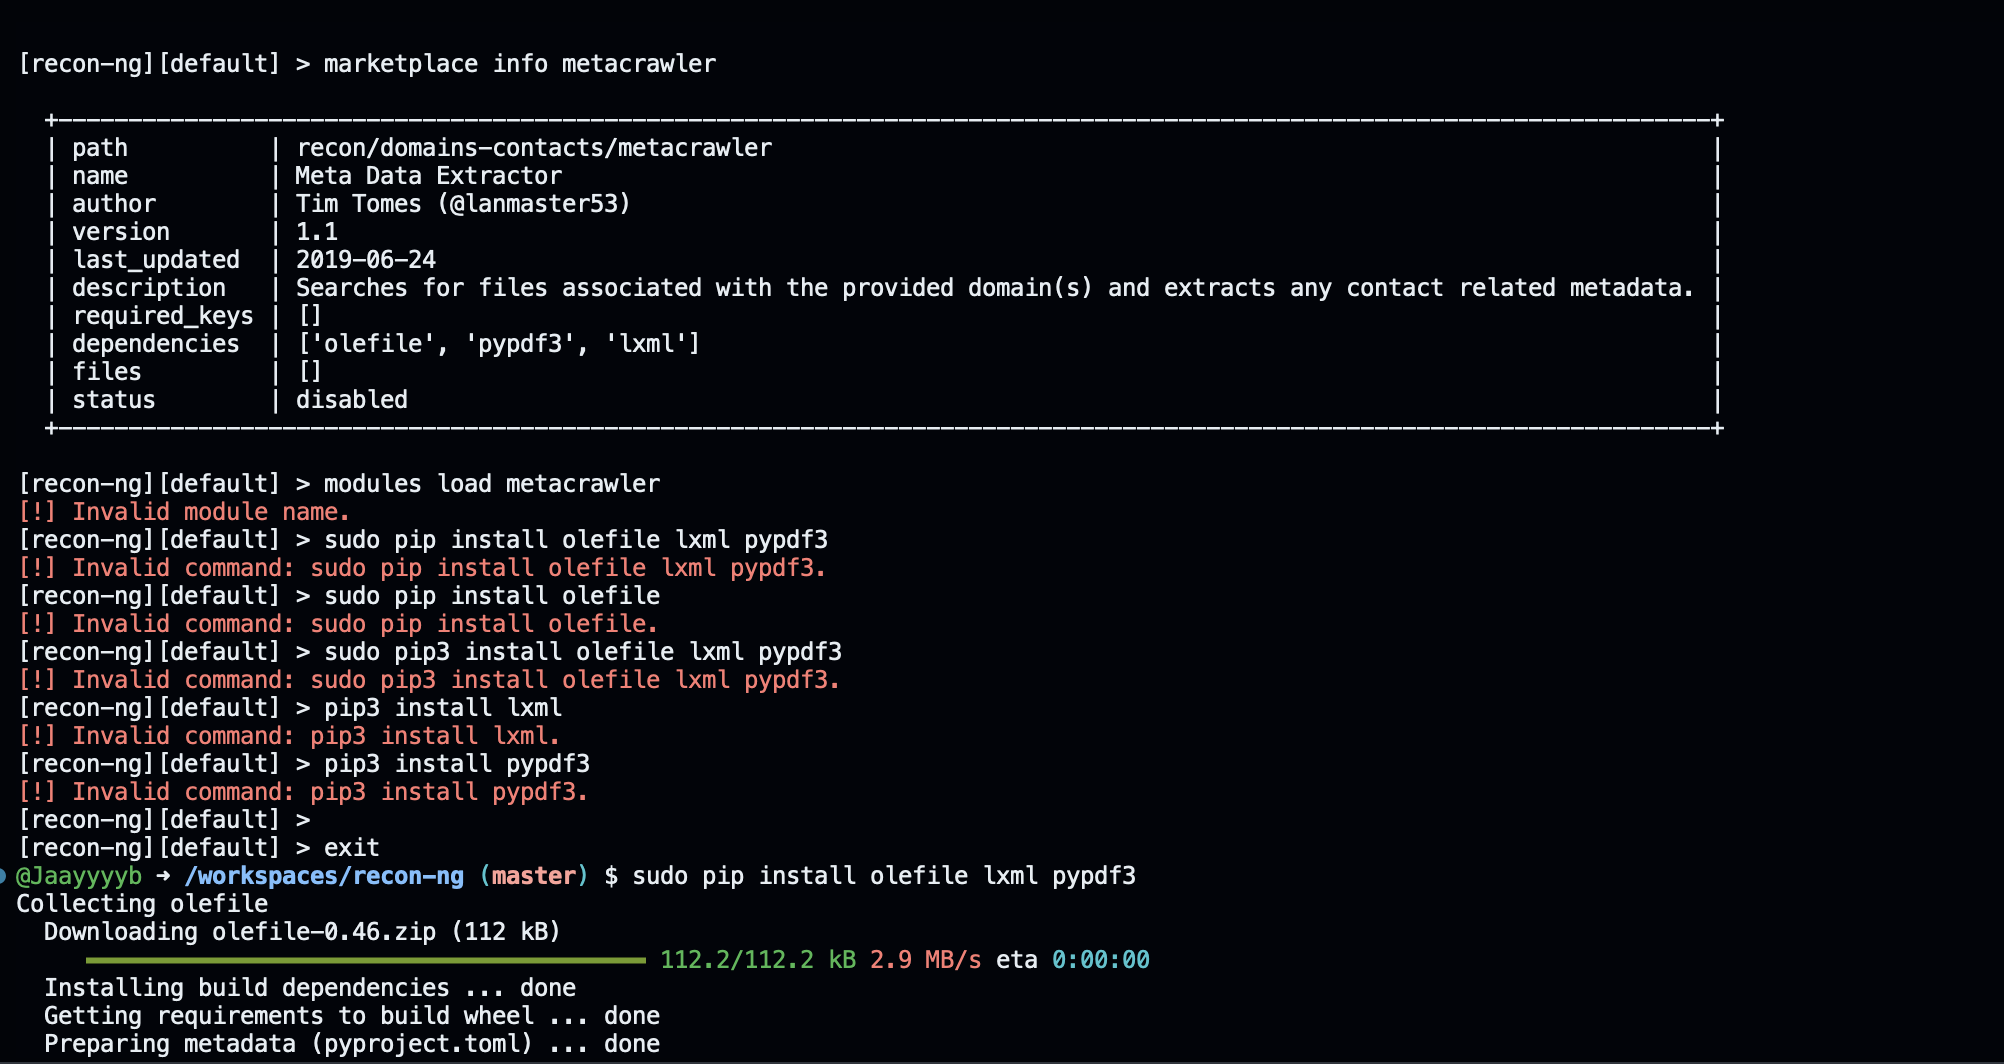 [recon-ng][default] > marketplace info metacrawler
+----------------------------------------------------------------------------------------------------------------------+
| path          | recon/domains-contacts/metacrawler |
| name          | Meta Data Extractor |
| author        | Tim Tomes (@lanmaster53) |
| version       | 1.1 |
| last_updated  | 2019-06-24 |
| description   | Searches for files associated with the provided domain(s) and extracts any contact related metadata. |
| required_keys | [] |
| dependencies  | ['olefile', 'pypdf3', 'lxml'] |
| files         | [] |
| status        | disabled |
+----------------------------------------------------------------------------------------------------------------------+
[recon-ng][default] > modules load metacrawler
[!] Invalid module name.
[recon-ng][default] > sudo pip install olefile lxml pypdf3
[!] Invalid command: sudo pip install olefile lxml pypdf3.
[recon-ng][default] > sudo pip install olefile
[!] Invalid command: sudo pip install olefile.
[recon-ng][default] > sudo pip3 install olefile lxml pypdf3
[!] Invalid command: sudo pip3 install olefile lxml pypdf3.
[recon-ng][default] > pip3 install lxml
[!] Invalid command: pip3 install lxml.
[recon-ng][default] > pip3 install pypdf3
[!] Invalid command: pip3 install pypdf3.
[recon-ng][default] >
[recon-ng][default] > exit
@Jaayyyyb ➜ /workspaces/recon-ng (master) $ sudo pip install olefile lxml pypdf3
Collecting olefile
Downloading olefile-0.46.zip (112 kB)
112.2/112.2 kB 2.9 MB/s eta 0:00:00
Installing build dependencies ... done
Getting requirements to build wheel ... done
Preparing metadata (pyproject.toml) ... done